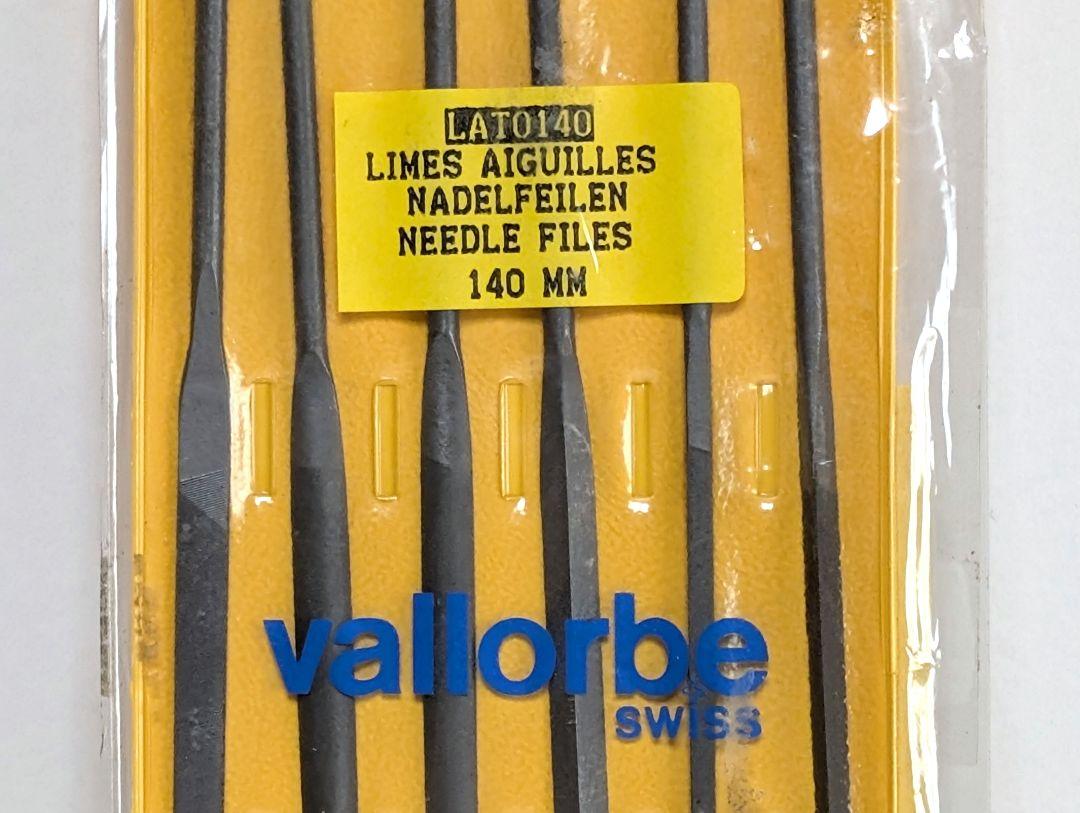 LAT0140
LIMES AIGUILLES
NADELFEILEN
NEEDLE FILES
140 MM
vallorbe
swiss